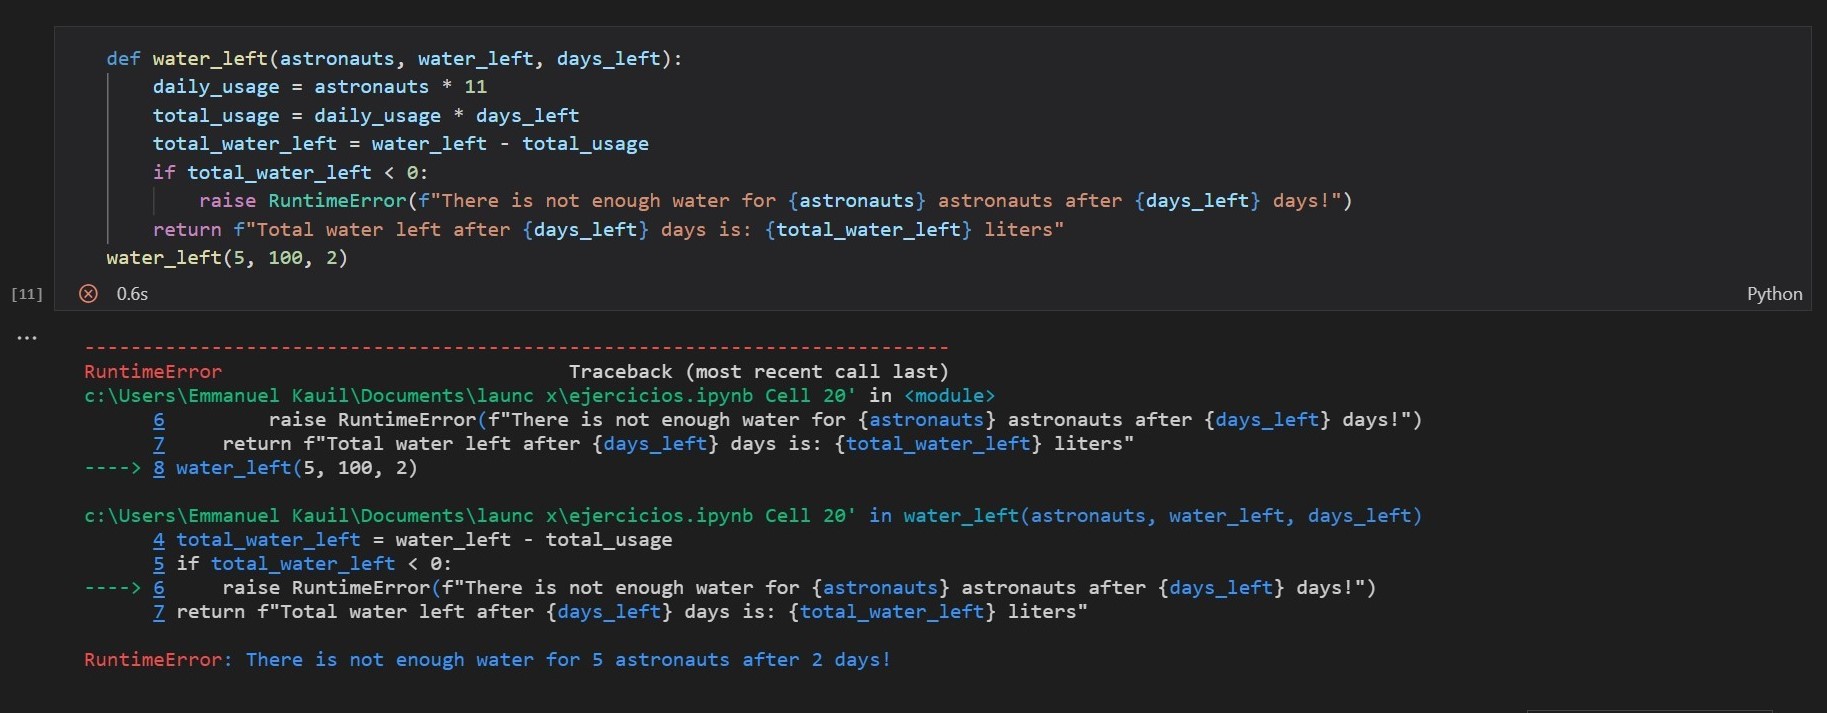 def water_left(astronauts, water_left, days_left):
    daily_usage = astronauts * 11
    total_usage = daily_usage * days_left
    total_water_left = water_left - total_usage
    if total_water_left < 0:
        raise RuntimeError(f"There is not enough water for {astronauts} astronauts after {days_left} days!")
    return f"Total water left after {days_left} days is: {total_water_left} liters"
water_left(5, 100, 2)
[11] 0.6s Python
...
---------------------------------------------------------------------------
RuntimeError                              Traceback (most recent call last)
c:\Users\Emmanuel Kauil\Documents\launc x\ejercicios.ipynb Cell 20' in <module>
      6         raise RuntimeError(f"There is not enough water for {astronauts} astronauts after {days_left} days!")
      7     return f"Total water left after {days_left} days is: {total_water_left} liters"
----> 8 water_left(5, 100, 2)
c:\Users\Emmanuel Kauil\Documents\launc x\ejercicios.ipynb Cell 20' in water_left(astronauts, water_left, days_left)
      4 total_water_left = water_left - total_usage
      5 if total_water_left < 0:
----> 6     raise RuntimeError(f"There is not enough water for {astronauts} astronauts after {days_left} days!")
      7 return f"Total water left after {days_left} days is: {total_water_left} liters"
RuntimeError: There is not enough water for 5 astronauts after 2 days!